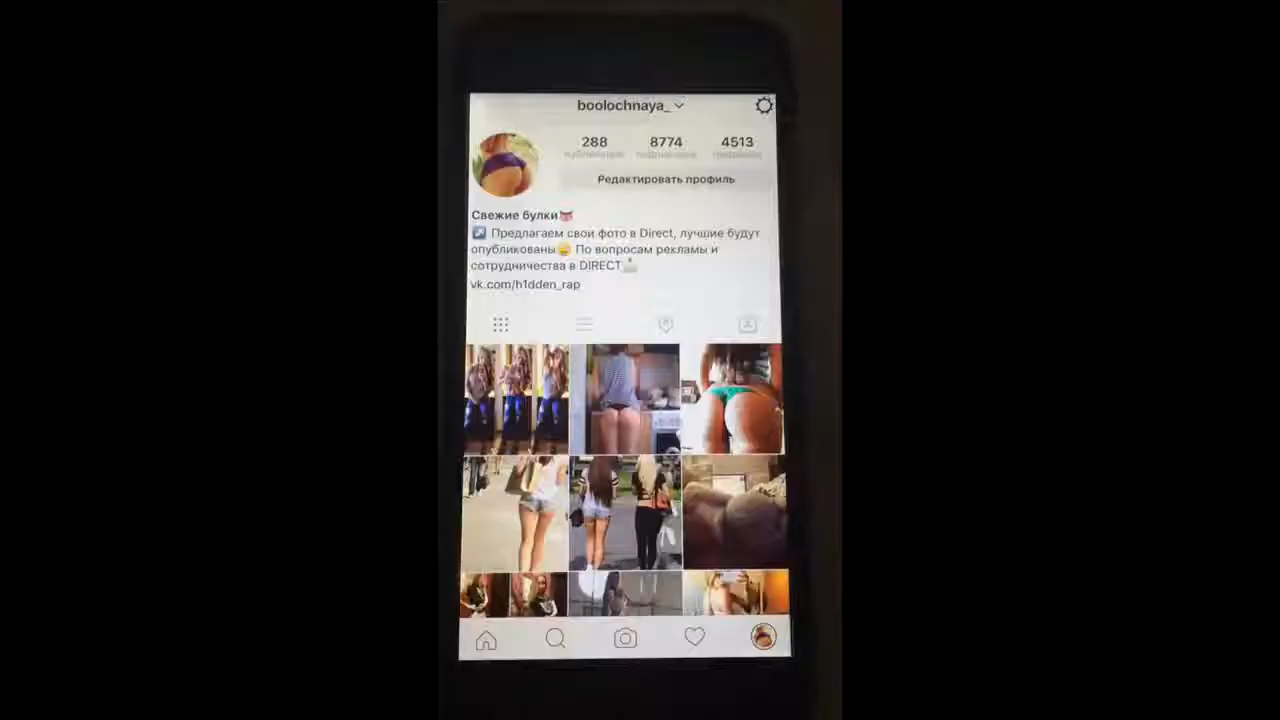 boolochnaya_
288 8774 4513
Редактировать профиль
Свежие булки
Предлагаем свои фото в Direct, лучшие будут
опубликованы По вопросам рекламы и
сотрудничества в DIRECT
vk.com/h1dden_rap